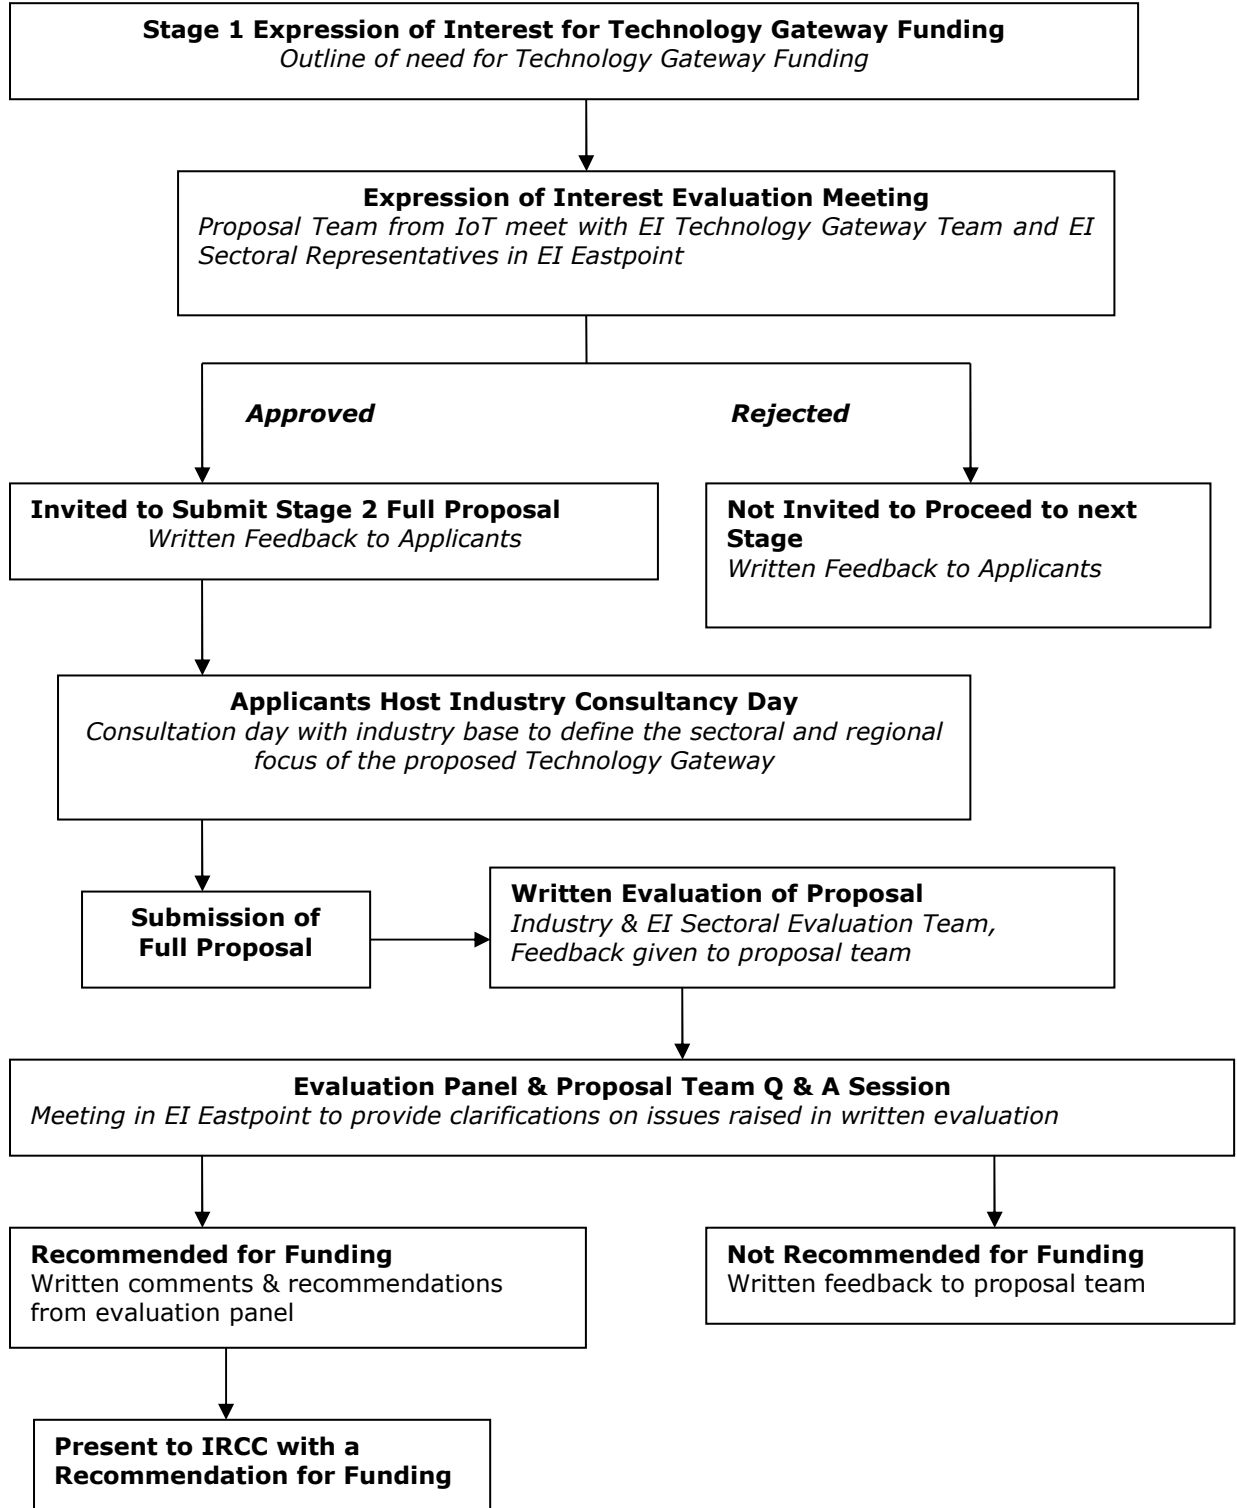 Stage 1 Expression of Interest for Technology Gateway Funding
Outline of need for Technology Gateway Funding
Expression of Interest Evaluation Meeting
Proposal Team from IoT meet with EI Technology Gateway Team and EI
Sectoral Representatives in EI Eastpoint
Approved
Rejected
Invited to Submit Stage 2 Full Proposal
Written Feedback to Applicants
Not Invited to Proceed to next
Stage
Written Feedback to Applicants
Applicants Host Industry Consultancy Day
Consultation day with industry base to define the sectoral and regional
focus of the proposed Technology Gateway
Submission of
Full Proposal
Written Evaluation of Proposal
Industry & EI Sectoral Evaluation Team,
Feedback given to proposal team
Evaluation Panel & Proposal Team Q & A Session
Meeting in EI Eastpoint to provide clarifications on issues raised in written evaluation
Recommended for Funding
Written comments & recommendations
from evaluation panel
Not Recommended for Funding
Written feedback to proposal team
Present to IRCC with a
Recommendation for Funding